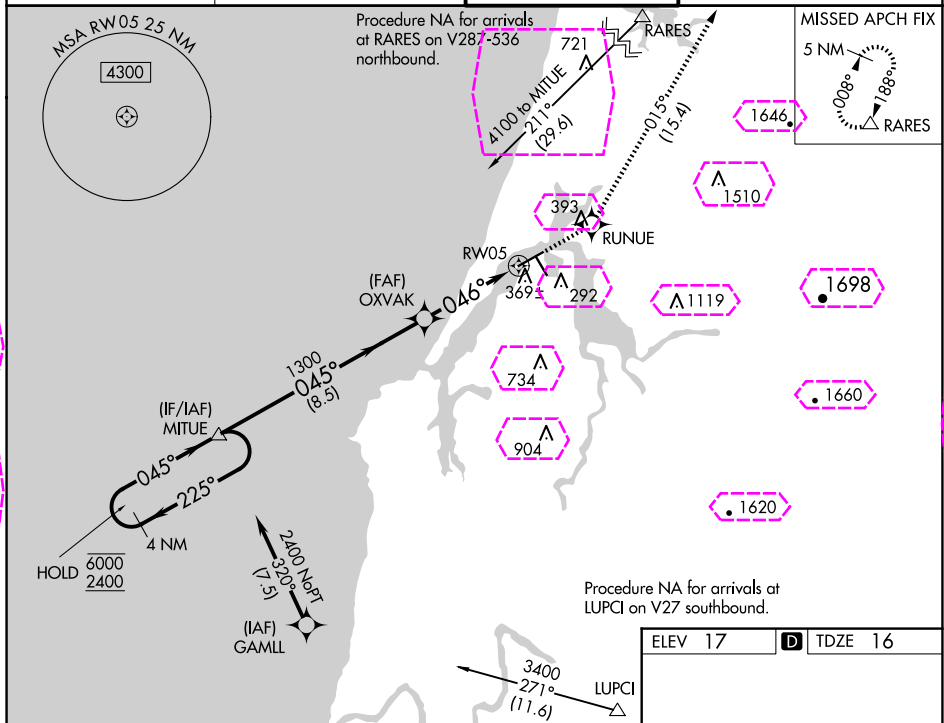 MSA RW05 25 NM
4300
Procedure NA for arrivals
at RARES on V287-536
northbound.
721
RARES
4100 to MITUE
211°
(29.6)
015°
(15.4)
MISSED APCH FIX
5 NM
008°
188°
RARES
1646
1510
393
RUNUE
RW05
369±
292
1119
1698
(FAF)
OXVAK
046°
1300
045°
(8.5)
734
1660
(IF/IAF)
MITUE
904
045°
225°
4 NM
HOLD
6000
2400
1620
2400 NoPT
320°
(7.5)
(IAF)
GAMLL
Procedure NA for arrivals at
LUPCI on V27 southbound.
3400
271°
(11.6)
LUPCI
ELEV 17 D TDZE 16